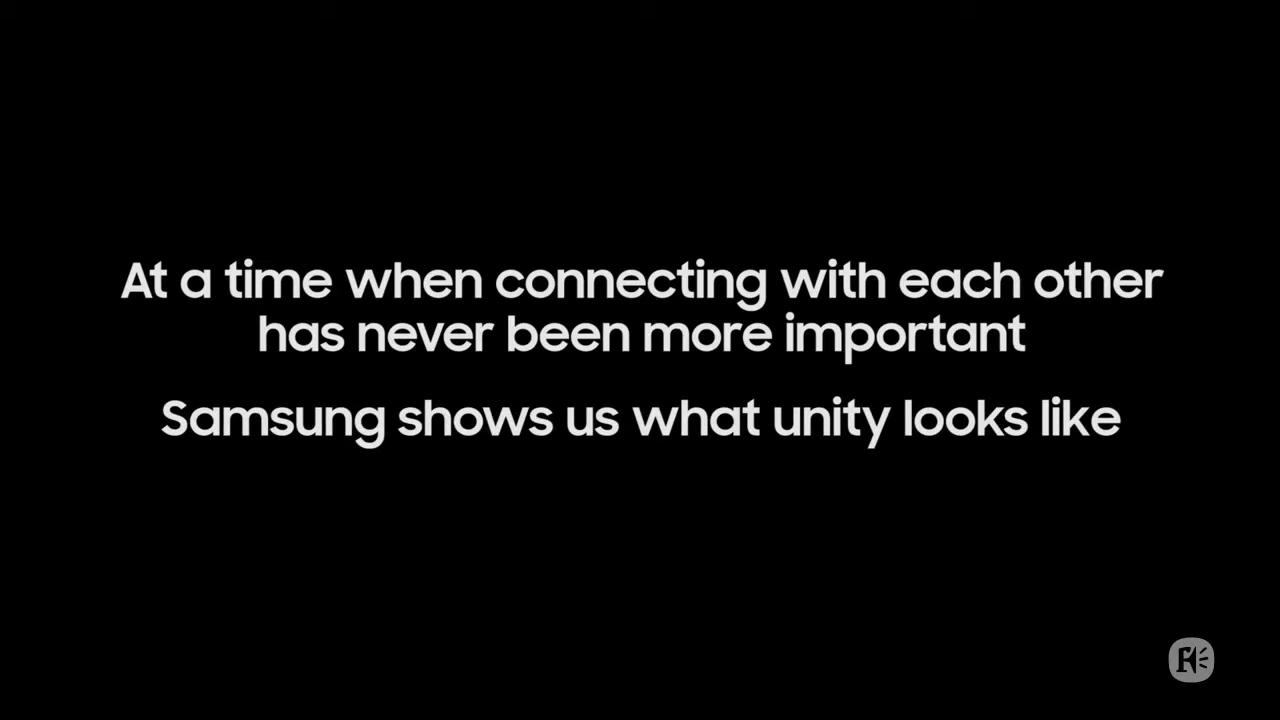 At a time when connecting with each other
has never been more important
Samsung shows us what unity looks like